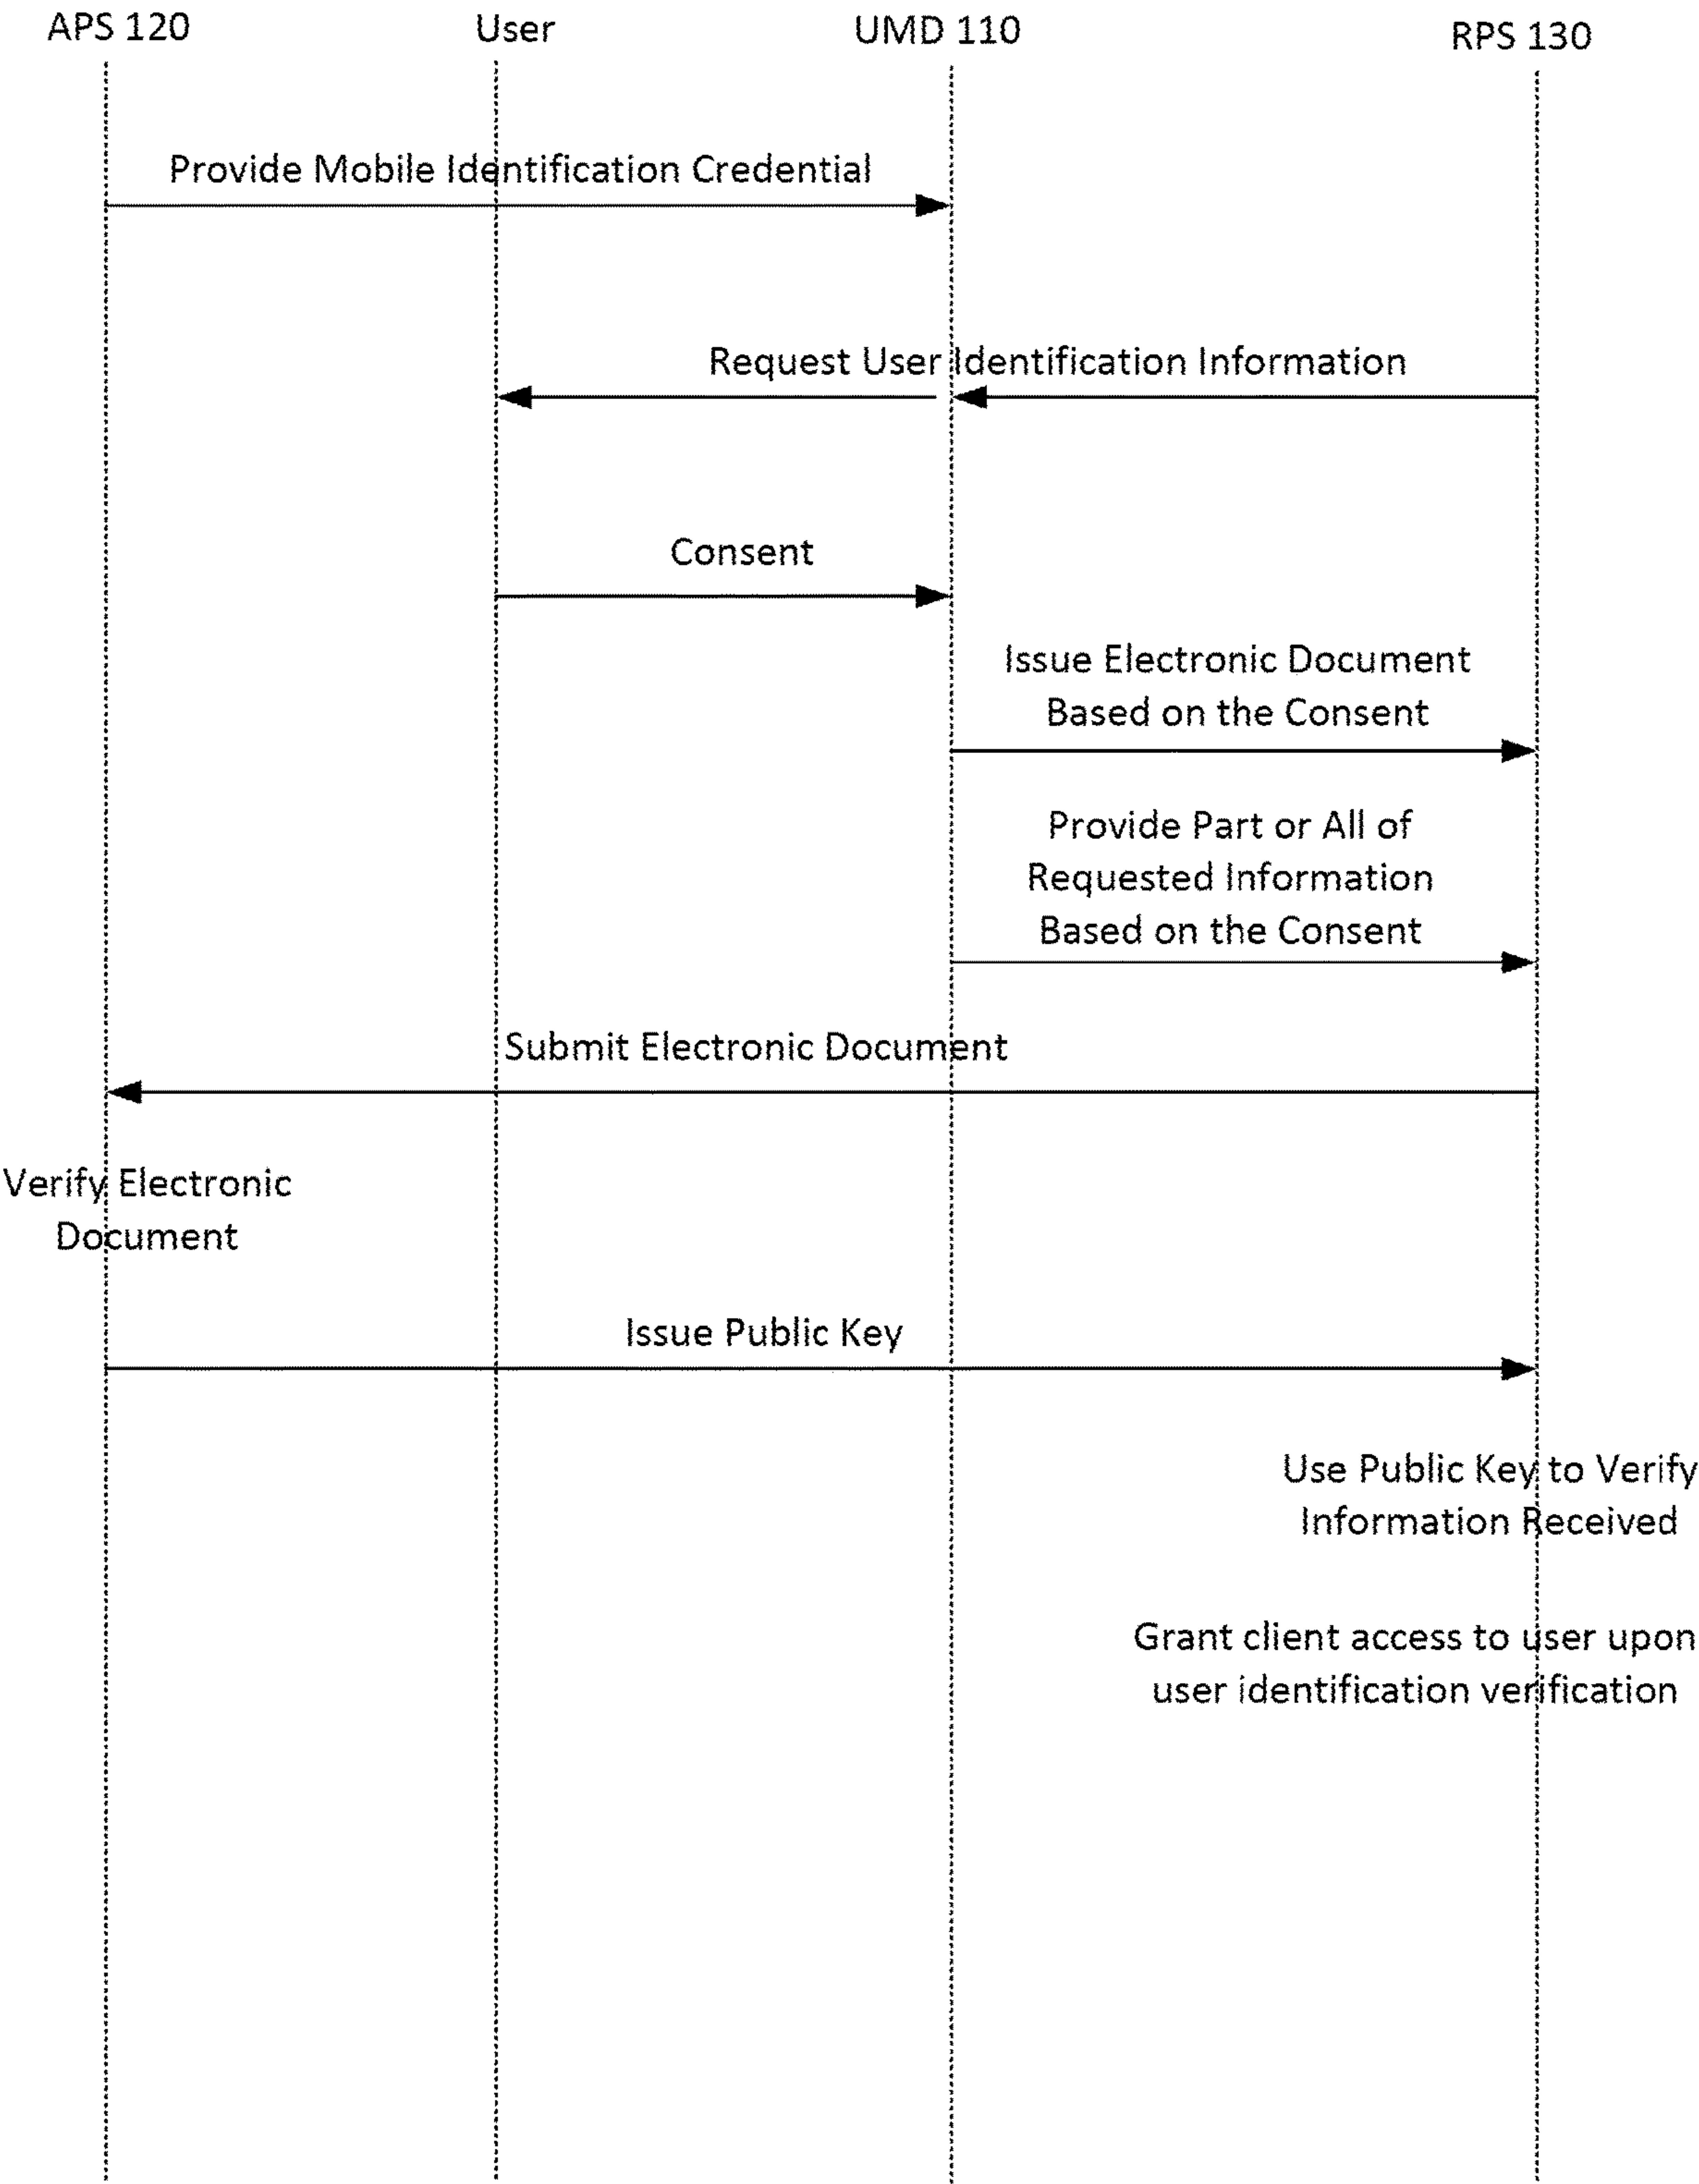 APS 120
User
UMD 110
RPS 130
Provide Mobile Identification Credential
Request User Identification Information
Consent
Issue Electronic Document
Based on the Consent
Provide Part or All of
Requested Information
Based on the Consent
Submit Electronic Document
Verify Electronic
Document
Issue Public Key
Use Public Key to Verify
Information Received
Grant client access to user upon
user identification verification